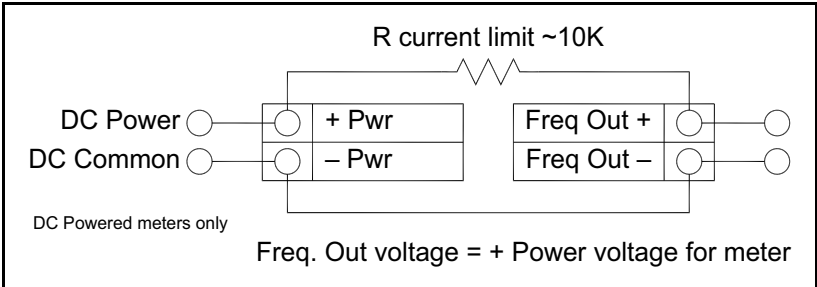 R current limit ~10K
DC Power
+ Pwr
Freq Out +
DC Common
– Pwr
Freq Out –
DC Powered meters only
Freq. Out voltage = + Power voltage for meter